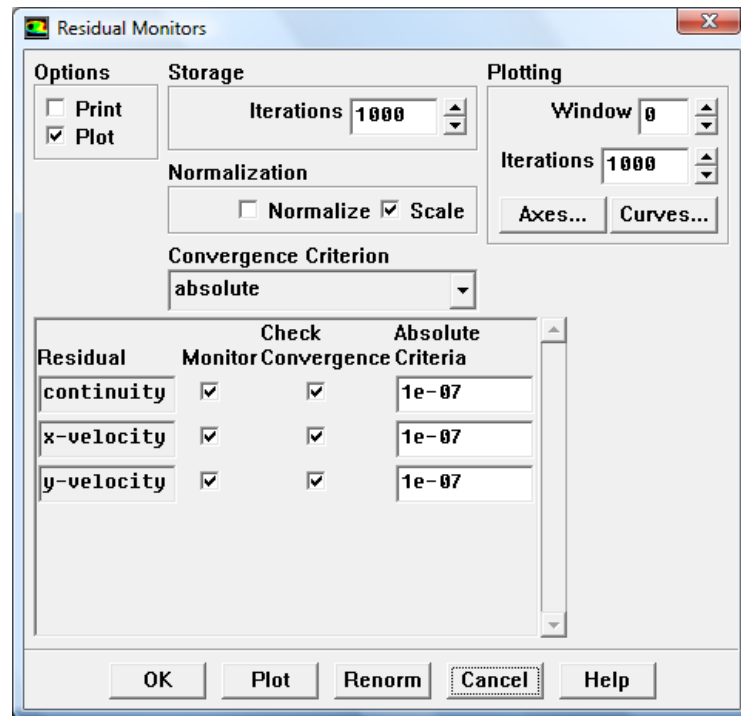 Residual Monitors
Options
Print
Plot
Storage
Iterations 1000
Normalization
Normalize Scale
Convergence Criterion
absolute
Plotting
Window 0
Iterations 1000
Axes... Curves...
Check Absolute
Residual Monitor Convergence Criteria
continuity 1e-07
x-velocity 1e-07
y-velocity 1e-07
OK Plot Renorm Cancel Help